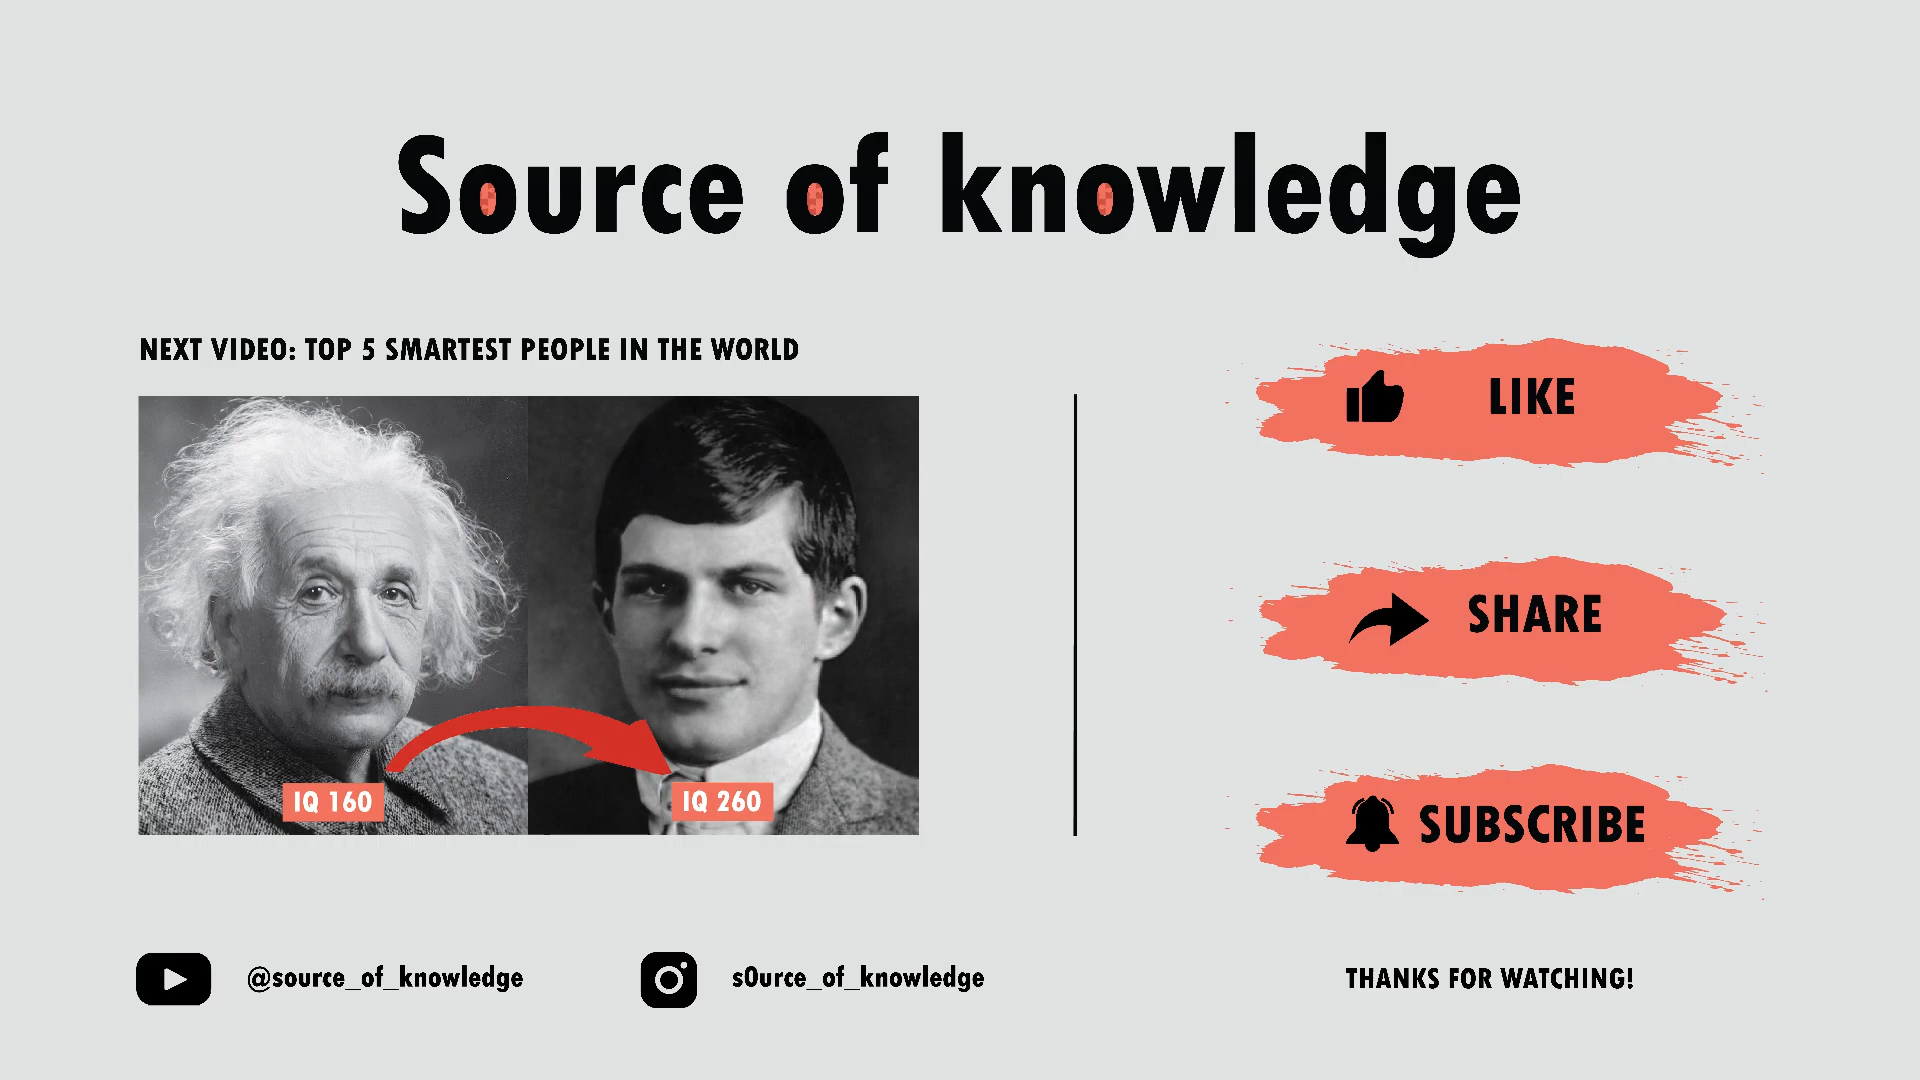 Source of knowledge
NEXT VIDEO: TOP 5 SMARTEST PEOPLE IN THE WORLD
IQ 160
IQ 260
LIKE
SHARE
SUBSCRIBE
@source_of_knowledge
s0urce_of_knowledge
THANKS FOR WATCHING!